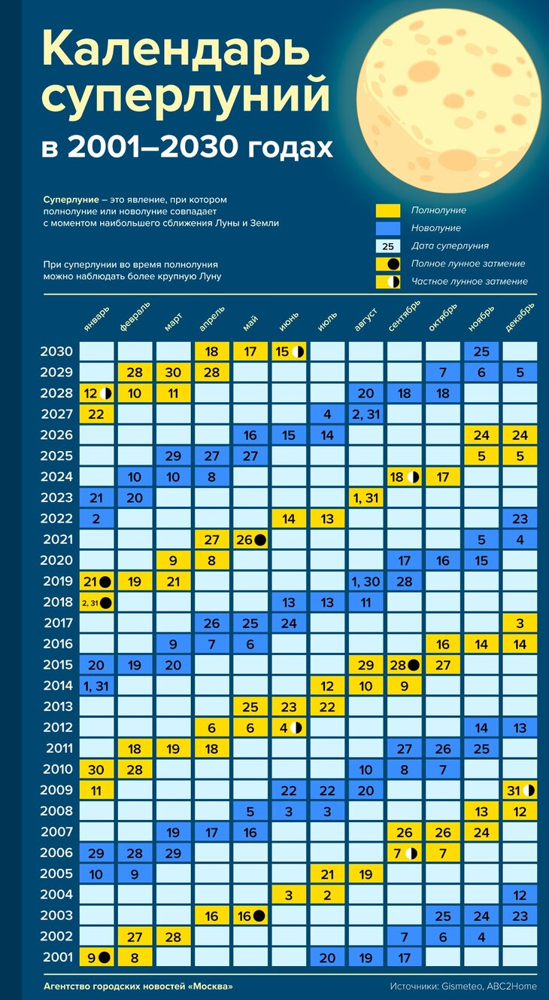 Календарь
суперлуний
в 2001–2030 годах
Суперлуние – это явление, при котором
полнолуние или новолуние совпадает
с моментом наибольшего сближения Луны и Земли
При суперлунии во время полнолуния
можно наблюдать более крупную Луну
Полнолуние
Новолуние
25 Дата суперлуния
Полное лунное затмение
Частное лунное затмение
январь февраль март апрель май июнь июль август сентябрь октябрь ноябрь декабрь
2030 18 17 15 25
2029 28 30 28 7 6 5
2028 12 10 11 20 18 18
2027 22 4 2, 31
2026 16 15 14 24 24
2025 29 27 27 5 5
2024 10 10 8 18 17
2023 21 20 1, 31
2022 2 14 13 23
2021 27 26 5 4
2020 9 8 17 16 15
2019 21 19 21 1, 30 28
2018 2, 31 13 13 11
2017 26 25 24 3
2016 9 7 6 16 14 14
2015 20 19 20 29 28 27
2014 1, 31 12 10 9
2013 25 23 22
2012 6 6 4 14 13
2011 18 19 18 27 26 25
2010 30 28 10 8 7
2009 11 22 22 20 31
2008 5 3 3 13 12
2007 19 17 16 26 26 24
2006 29 28 29 7 7
2005 10 9 21 19
2004 3 2 12
2003 16 16 25 24 23
2002 27 28 7 6 4
2001 9 8 20 19 17
Агентство городских новостей «Москва»
Источники: Gismeteo, ABC2Home